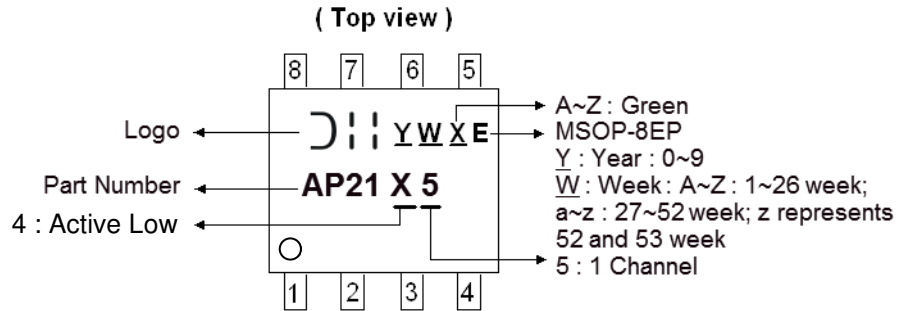 ( Top view )
8 7 6 5
Logo
Y W X E
A~Z : Green
MSOP-8EP
Y : Year : 0~9
W : Week : A~Z : 1~26 week;
a~z : 27~52 week; z represents
52 and 53 week
5 : 1 Channel
Part Number
AP21 X 5
4 : Active Low
1 2 3 4